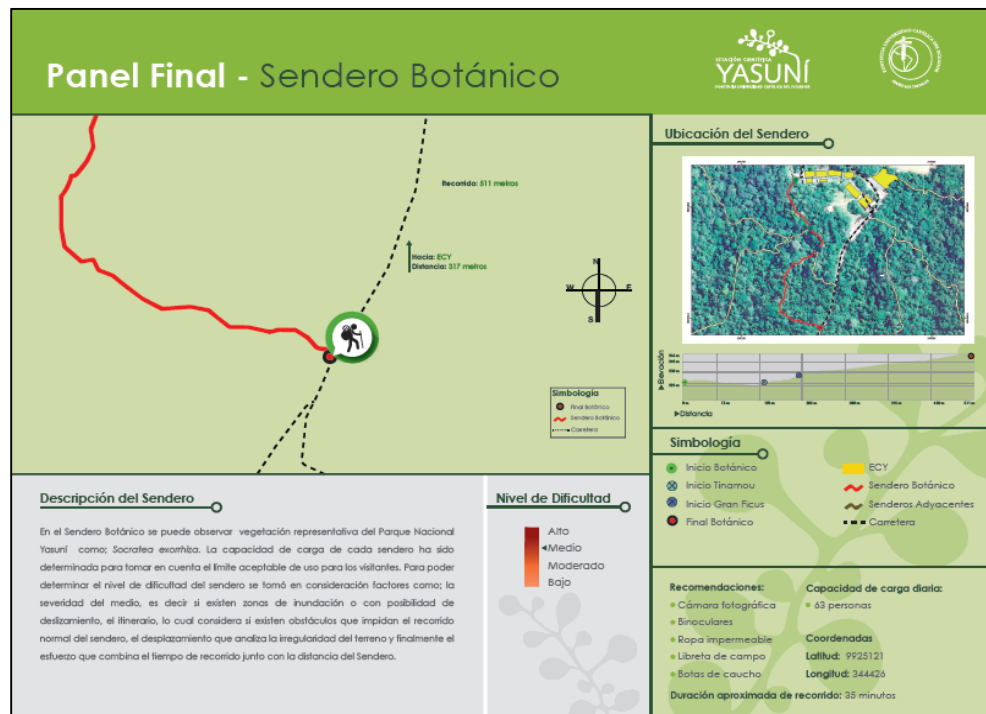 Panel Final - Sendero Botánico
ESTACIÓN CIENTÍFICA
YASUNÍ
PONTIFICIA UNIVERSIDAD CATÓLICA DEL ECUADOR
Recorrido: 511 metros
Hacia: ECY
Distancia: 317 metros
N
W E
S
Simbología
Final Botánico
Sendero Botánico
Carretera
Ubicación del Sendero
Elevación
Distancia
Simbología
Inicio Botánico
Inicio Tinamou
Inicio Gran Ficus
Final Botánico
ECY
Sendero Botánico
Senderos Adyacentes
Carretera
Descripción del Sendero
En el Sendero Botánico se puede observar vegetación representativa del Parque Nacional
Yasuní como; Socratea exorrhiza. La capacidad de carga de cada sendero ha sido
determinada para tomar en cuenta el límite aceptable de uso para los visitantes. Para poder
determinar el nivel de dificultad del sendero se tomó en consideración factores como; la
severidad del medio, es decir si existen zonas de inundación o con posibilidad de
deslizamiento, el itinerario, lo cual considera si existen obstáculos que impidan el recorrido
normal del sendero, el desplazamiento que analiza la irregularidad del terreno y finalmente el
esfuerzo que combina el tiempo de recorrido junto con la distancia del Sendero.
Nivel de Dificultad
Alto
Medio
Moderado
Bajo
Recomendaciones:
Cámara fotográfica
Binoculares
Ropa impermeable
Libreta de campo
Botas de caucho
Capacidad de carga diaria:
63 personas
Coordenadas
Latitud: 9925121
Longitud: 344426
Duración aproximada de recorrido: 35 minutos